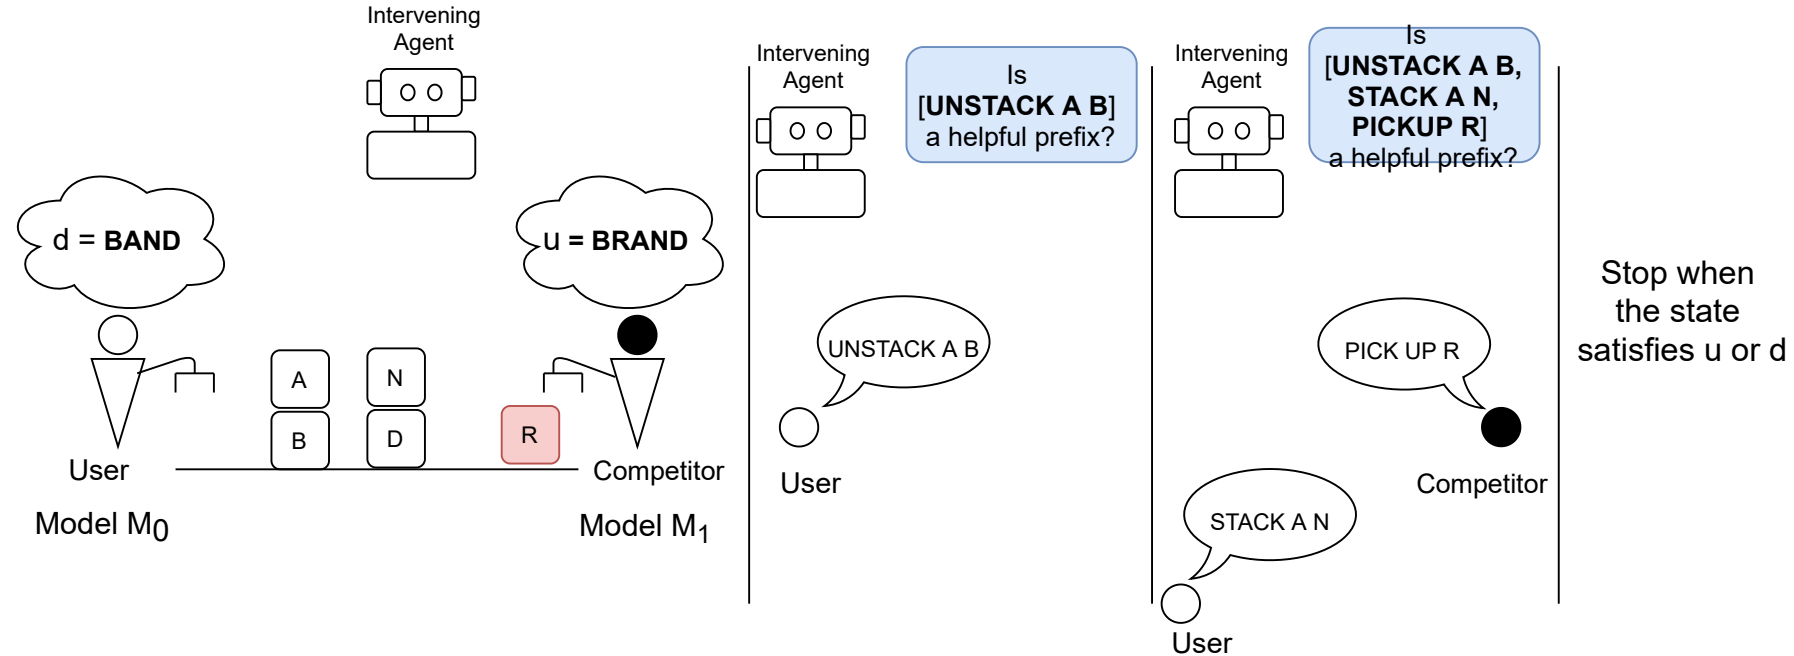 Intervening
Agent
d = BAND
u = BRAND
A
N
B
D
R
User
Competitor
Model M0
Model M1
Intervening
Agent
Is
[UNSTACK A B]
a helpful prefix?
UNSTACK A B
User
Intervening
Agent
Is
[UNSTACK A B,
STACK A N,
PICKUP R]
a helpful prefix?
PICK UP R
Competitor
STACK A N
User
Stop when
the state
satisfies u or d